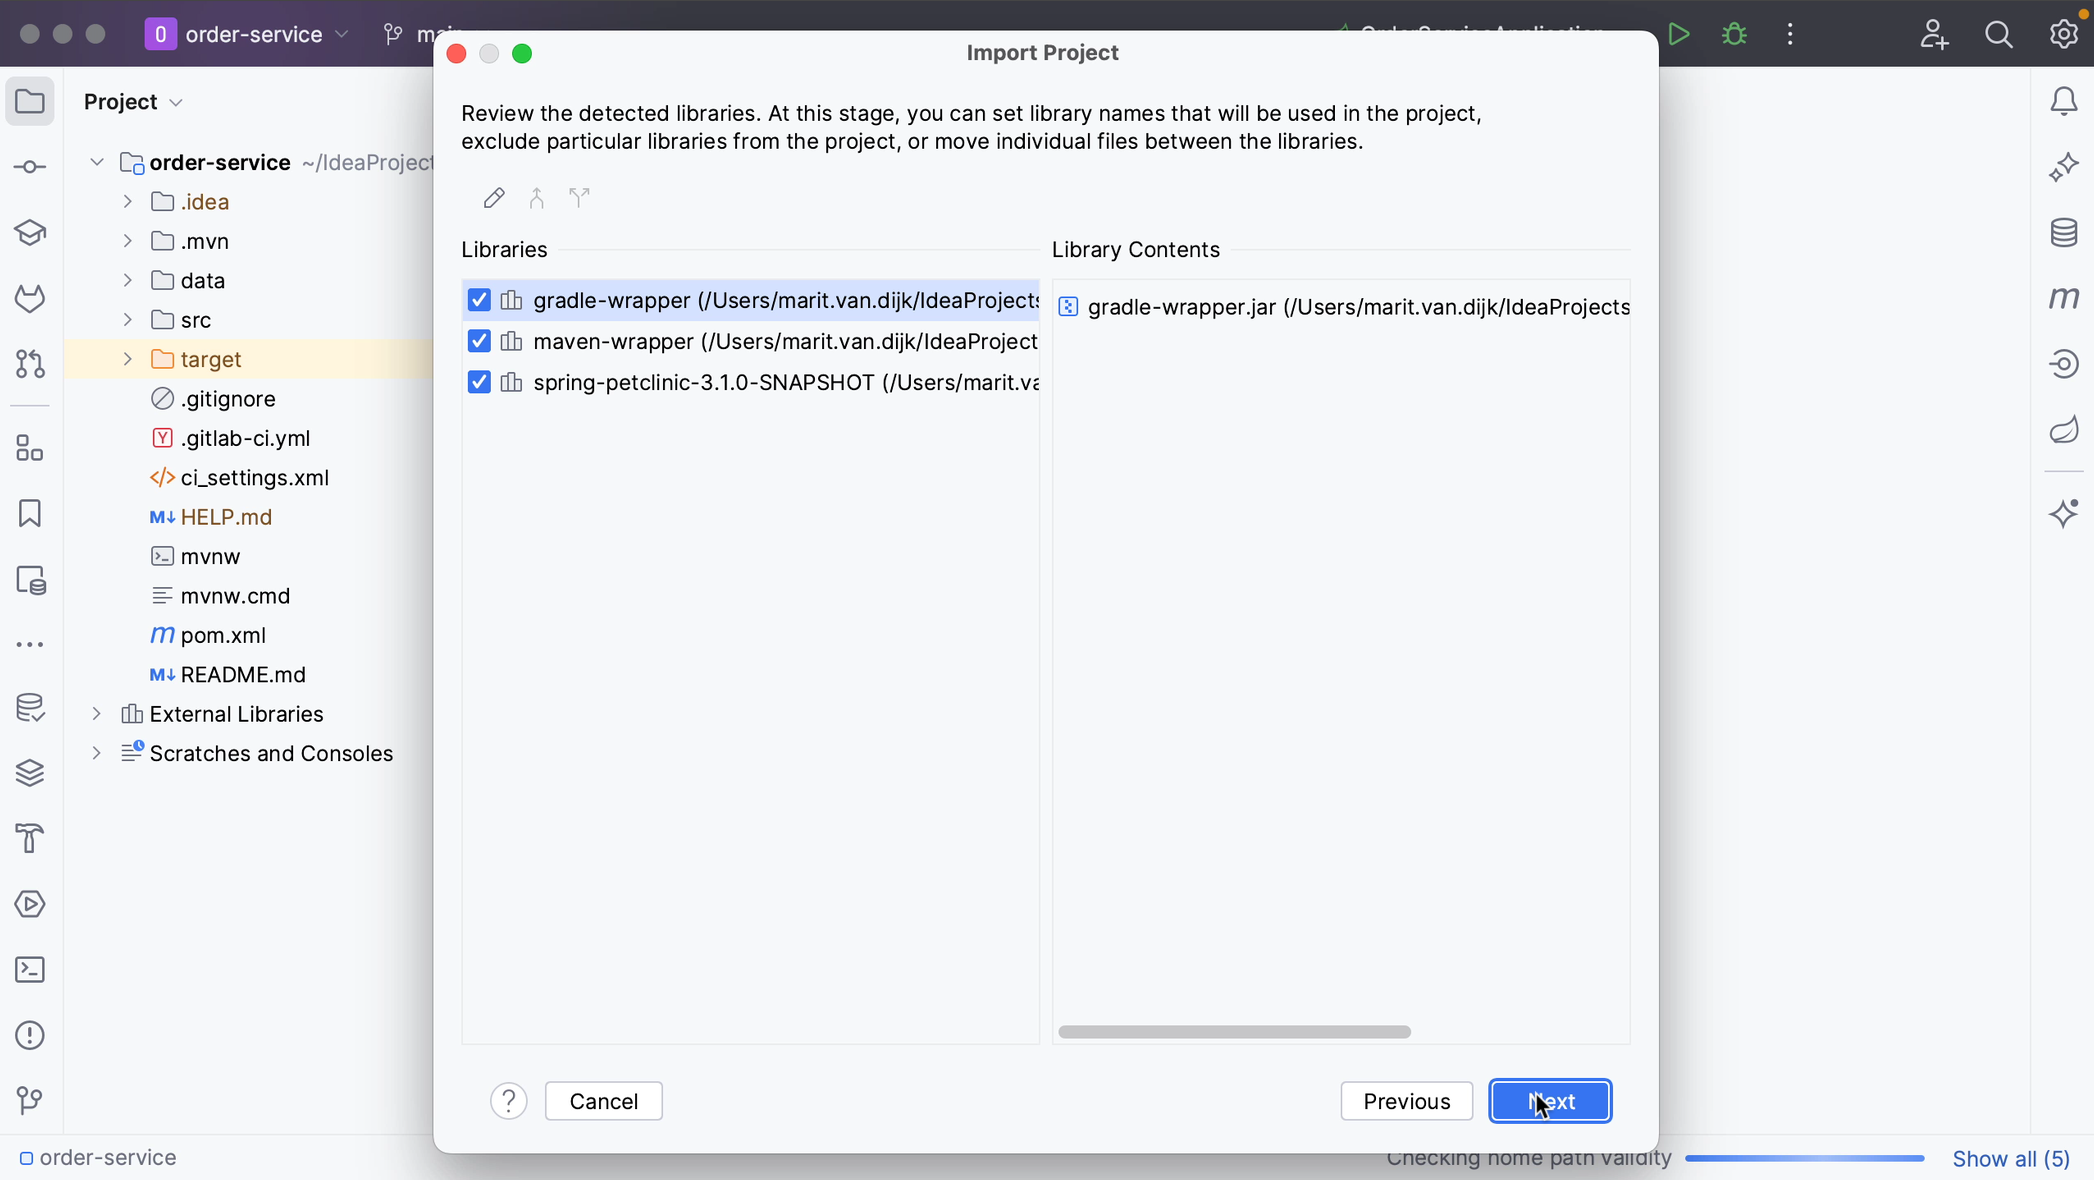 order-service
Import Project
Project
Review the detected libraries. At this stage, you can set library names that will be used in the project,
exclude particular libraries from the project, or move individual files between the libraries.
order-service ~/IdeaProject
.idea
.mvn
data
src
target
.gitignore
.gitlab-ci.yml
ci_settings.xml
HELP.md
mvnw
mvnw.cmd
pom.xml
README.md
External Libraries
Scratches and Consoles
Libraries
gradle-wrapper (/Users/marit.van.dijk/IdeaProjects
maven-wrapper (/Users/marit.van.dijk/IdeaProject
spring-petclinic-3.1.0-SNAPSHOT (/Users/marit.va
Library Contents
gradle-wrapper.jar (/Users/marit.van.dijk/IdeaProjects
?
Cancel
Previous
Next
order-service
Checking home path validity
Show all (5)